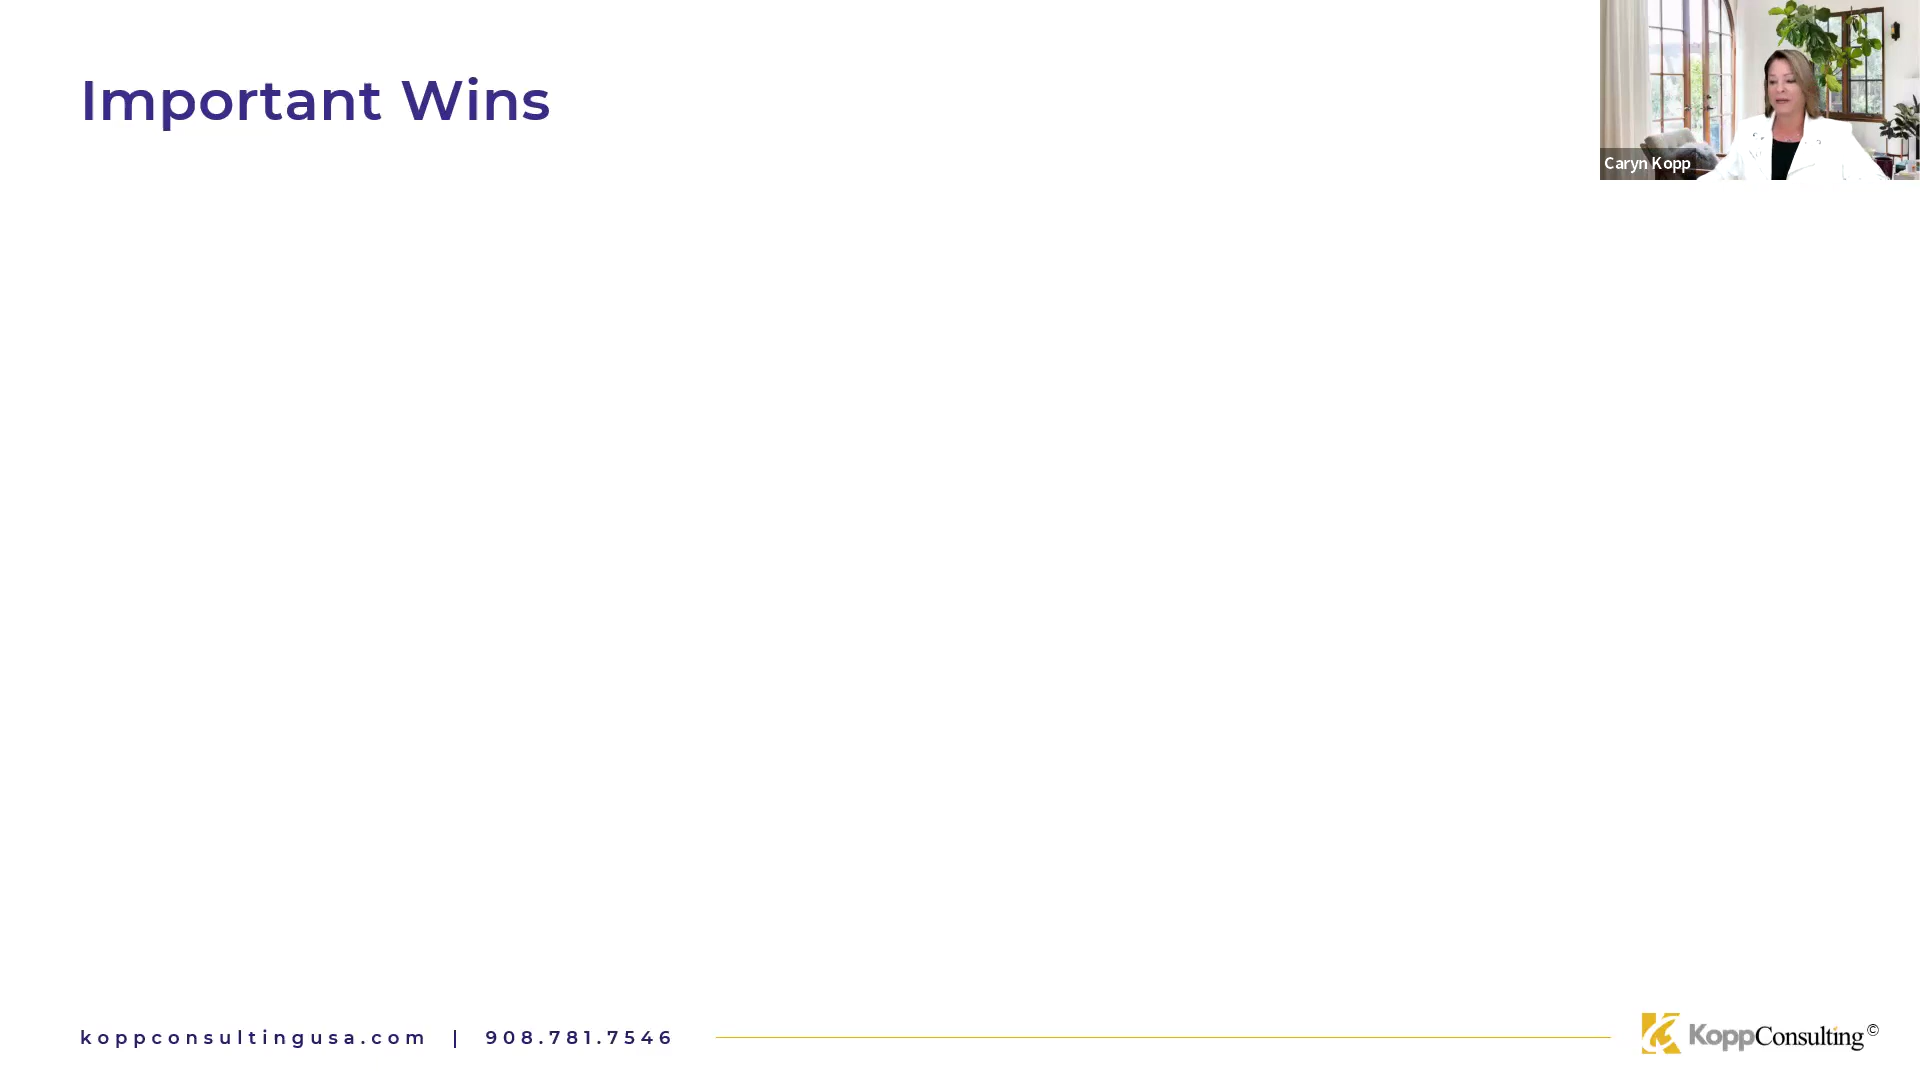 Important Wins
Caryn Kopp
koppconsultingusa.com | 908.781.7546
KoppConsulting©